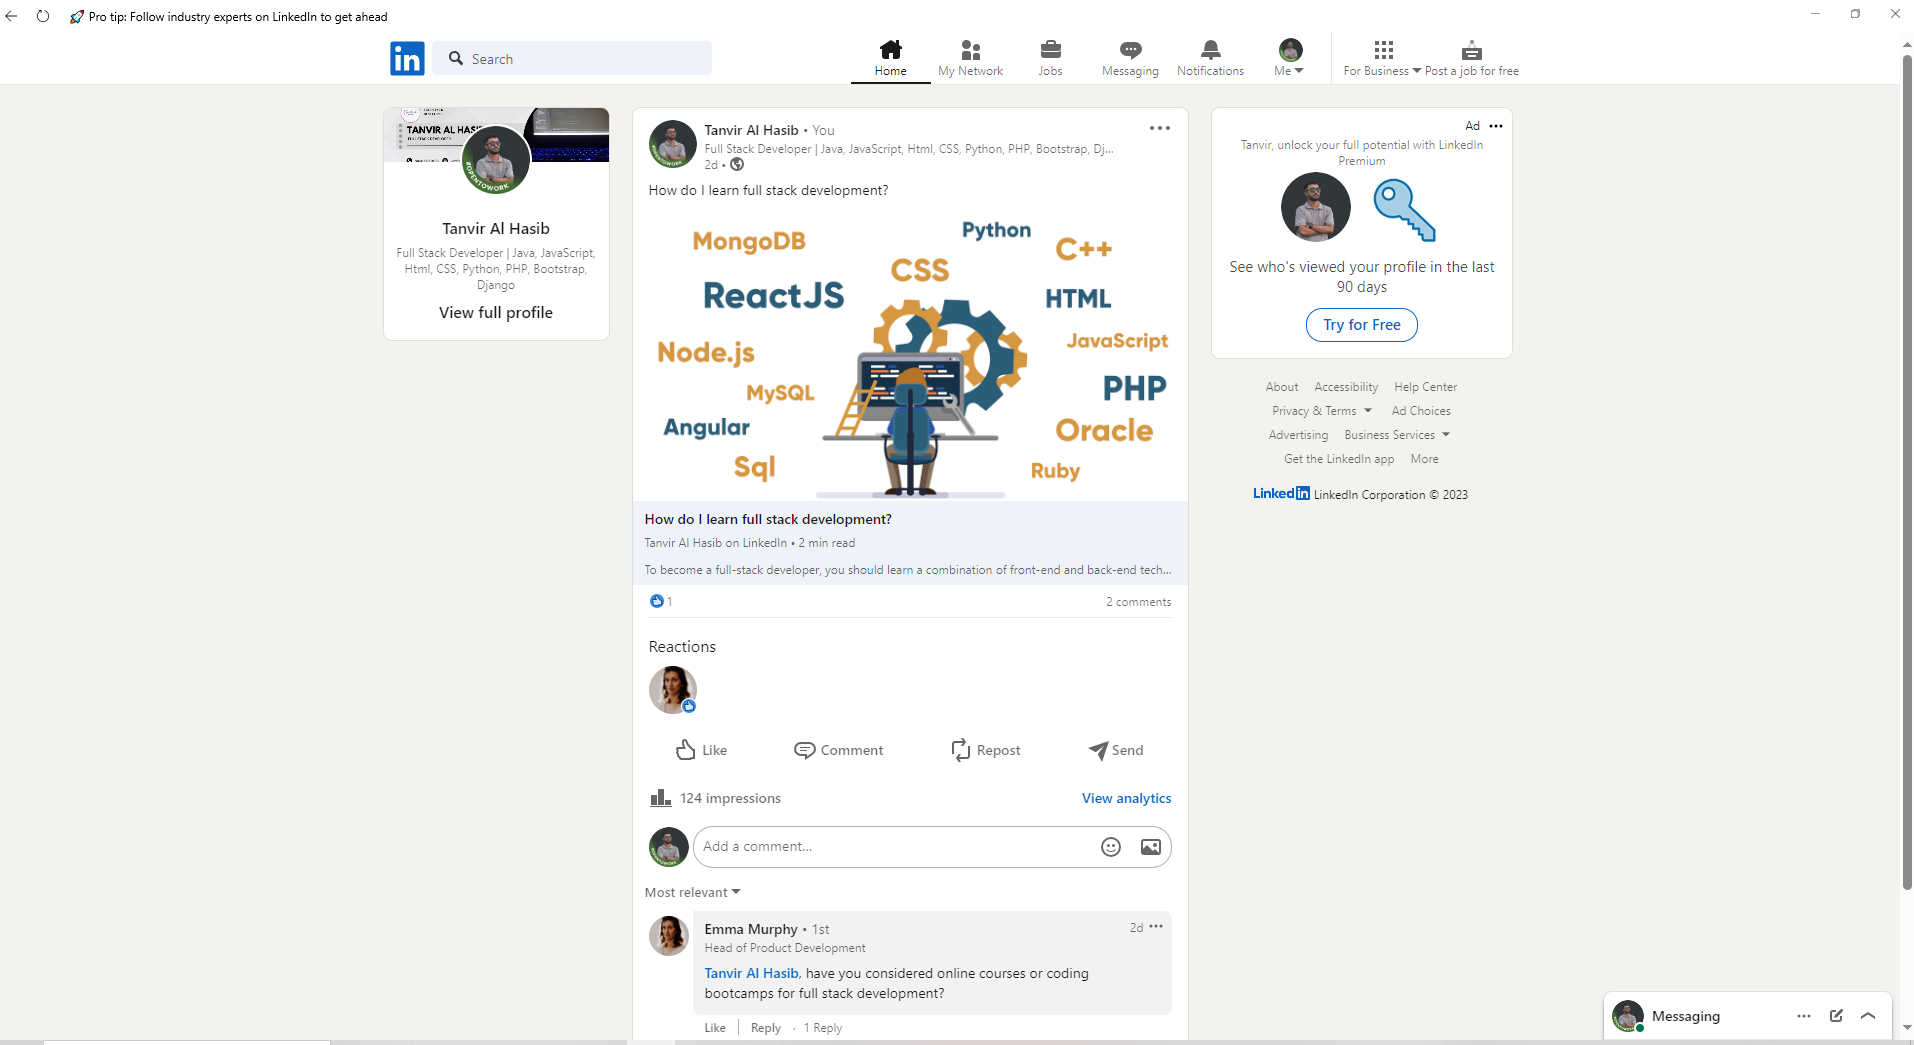 🚀 Pro tip: Follow industry experts on LinkedIn to get ahead
in
Search
Home
My Network
Jobs
Messaging
Notifications
Me
For Business
Post a job for free
TANVIR AL HASIB
FULL STACK DEVELOPER
#OPENTOWORK
Tanvir Al Hasib
Full Stack Developer | Java, JavaScript,
Html, CSS, Python, PHP, Bootstrap,
Django
View full profile
Tanvir Al Hasib • You
Full Stack Developer | Java, JavaScript, Html, CSS, Python, PHP, Bootstrap, Dj...
2d •
How do I learn full stack development?
Python
MongoDB
C++
CSS
ReactJS
HTML
JavaScript
Node.js
PHP
MySQL
Angular
Oracle
Sql
Ruby
How do I learn full stack development?
Tanvir Al Hasib on LinkedIn • 2 min read
To become a full-stack developer, you should learn a combination of front-end and back-end tech...
1
2 comments
Reactions
Like
Comment
Repost
Send
124 impressions
View analytics
Add a comment...
Most relevant
Emma Murphy • 1st
2d
Head of Product Development
Tanvir Al Hasib, have you considered online courses or coding
bootcamps for full stack development?
Like
Reply
· 1 Reply
Ad
Tanvir, unlock your full potential with LinkedIn
Premium
See who's viewed your profile in the last
90 days
Try for Free
About Accessibility Help Center
Privacy & Terms Ad Choices
Advertising Business Services
Get the LinkedIn app More
Linked in LinkedIn Corporation © 2023
Messaging